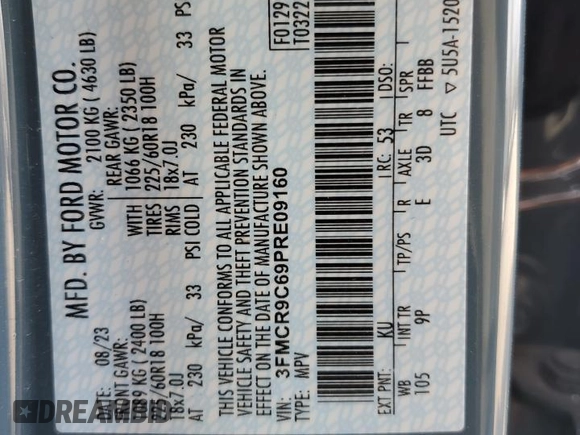 MFD. BY FORD MOTOR CO.
DATE: 08/23 GVWR: 2100 KG ( 4630 LB)
FRONT GAWR: REAR GAWR:
1089 KG ( 2400 LB) WITH 1066 KG ( 2350 LB)
225/60R18 100H TIRES 225/60R18 100H
18x7.0J RIMS 18x7.0J
AT 230 kPa/ 33 PSI COLD AT 230 kPa/ 33 PS
THIS VEHICLE CONFORMS TO ALL APPLICABLE FEDERAL MOTOR
VEHICLE SAFETY AND THEFT PREVENTION STANDARDS IN
EFFECT ON THE DATE OF MANUFACTURE SHOWN ABOVE.
VIN: 3FMCR9C69PRE09160 F0129
TYPE: MPV T0322
EXT PNT: KU RC: 53 DSO:
WB INT TR TP/PS R AXLE TR SPR
105 9P E 3D 8 FFBB
UTC ▽ 5U5A-1520
DREAMBID